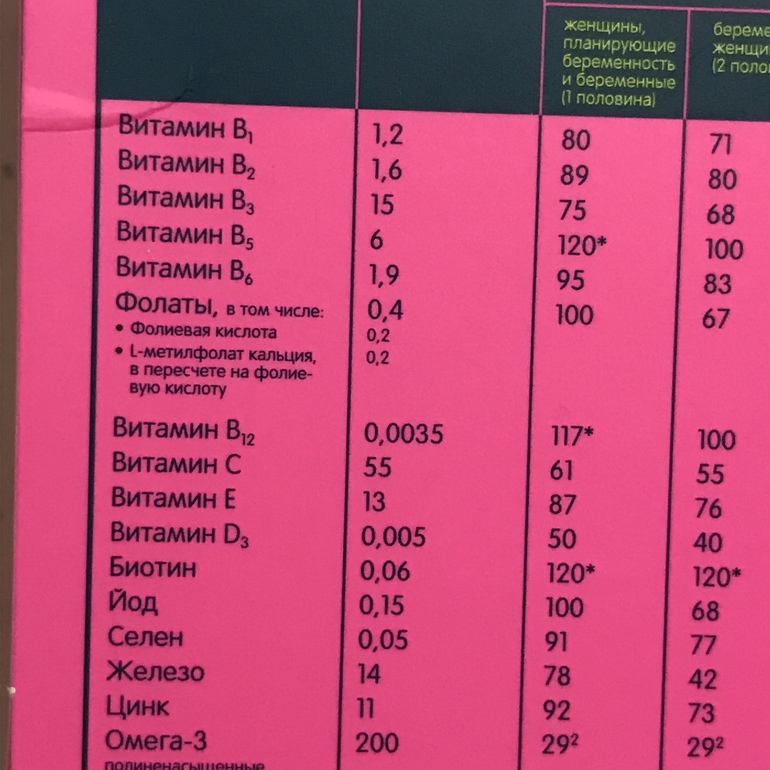 женщины,
планирующие
беременность
и беременные
(1 половина)
Витамин B₁ 1,2 80 71
Витамин B₂ 1,6 89 80
Витамин B₃ 15 75 68
Витамин B₅ 6 120* 100
Витамин B₆ 1,9 95 83
Фолаты, в том числе: 0,4 100 67
• Фолиевая кислота 0,2
• L-метилфолат кальция, 0,2
в пересчете на фолие-
вую кислоту
Витамин B₁₂ 0,0035 117* 100
Витамин C 55 61 55
Витамин E 13 87 76
Витамин D₃ 0,005 50 40
Биотин 0,06 120* 120*
Йод 0,15 100 68
Селен 0,05 91 77
Железо 14 78 42
Цинк 11 92 73
Омега-3 200 29² 29²
полиненасыщенные